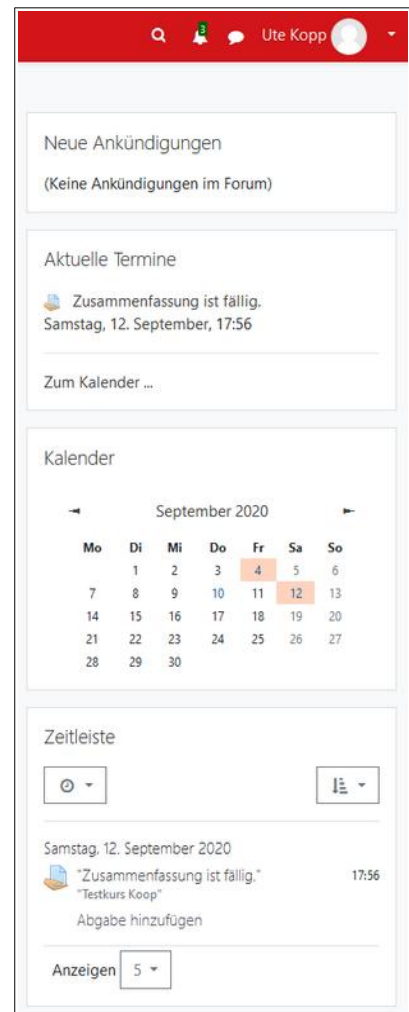 3
Ute Kopp
Neue Ankündigungen
(Keine Ankündigungen im Forum)
Aktuelle Termine
Zusammenfassung ist fällig.
Samstag, 12. September, 17:56
Zum Kalender ...
Kalender
September 2020
Mo Di Mi Do Fr Sa So
1 2 3 4 5 6
7 8 9 10 11 12 13
14 15 16 17 18 19 20
21 22 23 24 25 26 27
28 29 30
Zeitleiste
Samstag, 12. September 2020
"Zusammenfassung ist fällig." 17:56
"Testkurs Koop"
Abgabe hinzufügen
Anzeigen 5